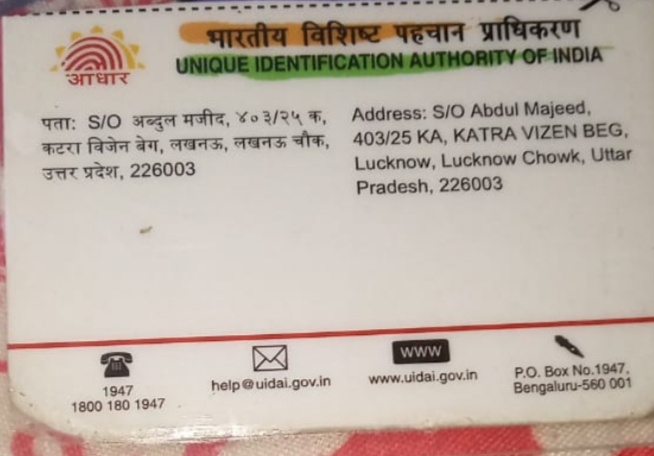 आधार
भारतीय विशिष्ट पहचान प्राधिकरण
UNIQUE IDENTIFICATION AUTHORITY OF INDIA
पता: S/O अब्दुल मजीद, ४०३/२५ क,
कटरा विजेन बेग, लखनऊ, लखनऊ चौक,
उत्तर प्रदेश, 226003
Address: S/O Abdul Majeed,
403/25 KA, KATRA VIZEN BEG,
Lucknow, Lucknow Chowk, Uttar
Pradesh, 226003
1947
1800 180 1947
help@uidai.gov.in
WWW
www.uidai.gov.in
P.O. Box No.1947,
Bengaluru-560 001